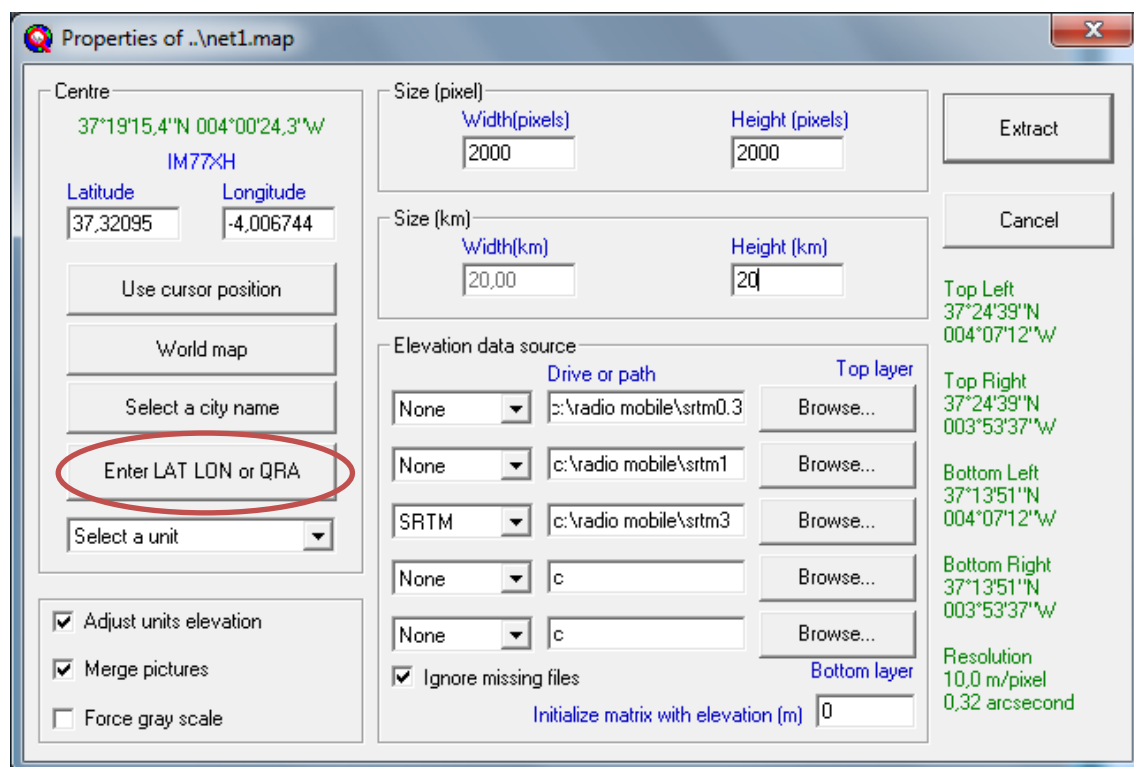 Properties of ..\net1.map
x
Centre
37°19'15,4''N 004°00'24,3''W
IM77XH
Latitude Longitude
37,32095 -4,006744
Use cursor position
World map
Select a city name
Enter LAT LON or QRA
Select a unit
Adjust units elevation
Merge pictures
Force gray scale
Size (pixel)
Width(pixels) Height (pixels)
2000 2000
Size (km)
Width(km) Height (km)
20,00 20
Elevation data source
Drive or path Top layer
None c:\radio mobile\srtm0.3 Browse...
None c:\radio mobile\srtm1 Browse...
SRTM c:\radio mobile\srtm3 Browse...
None c Browse...
None c Browse...
Ignore missing files Bottom layer
Initialize matrix with elevation (m) 0
Extract
Cancel
Top Left
37°24'39''N
004°07'12''W
Top Right
37°24'39''N
003°53'37''W
Bottom Left
37°13'51''N
004°07'12''W
Bottom Right
37°13'51''N
003°53'37''W
Resolution
10,0 m/pixel
0,32 arcsecond